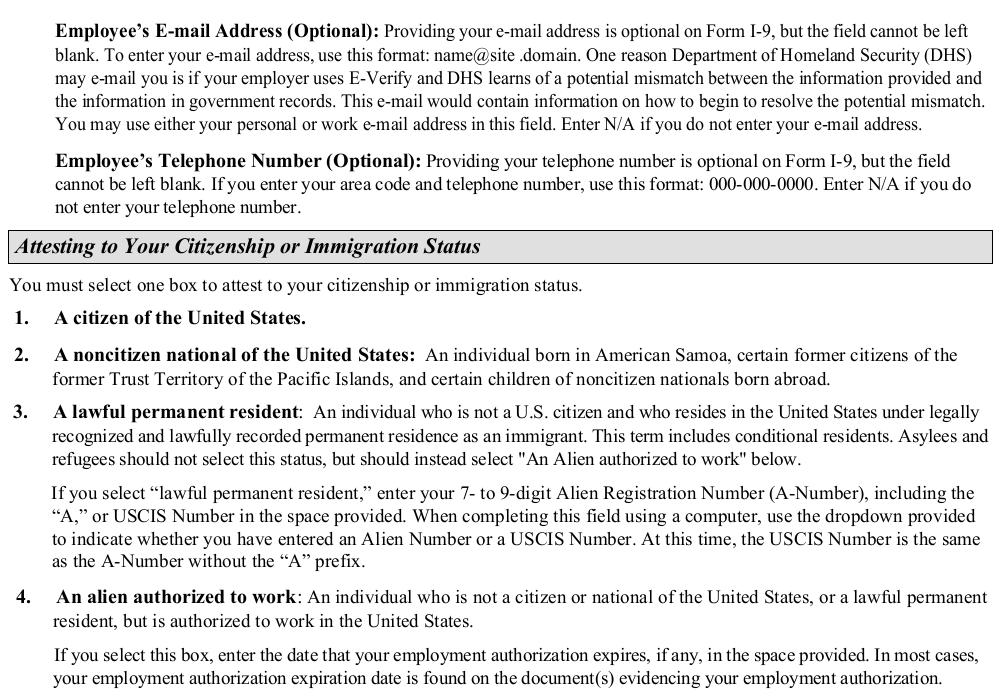 Employee’s E-mail Address (Optional): Providing your e-mail address is optional on Form I-9, but the field cannot be left
blank. To enter your e-mail address, use this format: name@site .domain. One reason Department of Homeland Security (DHS)
may e-mail you is if your employer uses E-Verify and DHS learns of a potential mismatch between the information provided and
the information in government records. This e-mail would contain information on how to begin to resolve the potential mismatch.
You may use either your personal or work e-mail address in this field. Enter N/A if you do not enter your e-mail address.
Employee’s Telephone Number (Optional): Providing your telephone number is optional on Form I-9, but the field
cannot be left blank. If you enter your area code and telephone number, use this format: 000-000-0000. Enter N/A if you do
not enter your telephone number.
Attesting to Your Citizenship or Immigration Status
You must select one box to attest to your citizenship or immigration status.
1. A citizen of the United States.
2. A noncitizen national of the United States: An individual born in American Samoa, certain former citizens of the
former Trust Territory of the Pacific Islands, and certain children of noncitizen nationals born abroad.
3. A lawful permanent resident: An individual who is not a U.S. citizen and who resides in the United States under legally
recognized and lawfully recorded permanent residence as an immigrant. This term includes conditional residents. Asylees and
refugees should not select this status, but should instead select "An Alien authorized to work" below.
If you select “lawful permanent resident,” enter your 7- to 9-digit Alien Registration Number (A-Number), including the
“A,” or USCIS Number in the space provided. When completing this field using a computer, use the dropdown provided
to indicate whether you have entered an Alien Number or a USCIS Number. At this time, the USCIS Number is the same
as the A-Number without the “A” prefix.
4. An alien authorized to work: An individual who is not a citizen or national of the United States, or a lawful permanent
resident, but is authorized to work in the United States.
If you select this box, enter the date that your employment authorization expires, if any, in the space provided. In most cases,
your employment authorization expiration date is found on the document(s) evidencing your employment authorization.